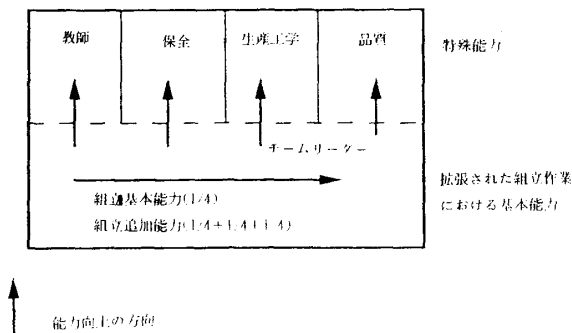 教師 保全 生産工学 品質 特殊能力
チームリーダー
組立基本能力(1/4)
組立追加能力(1/4+1/4+1/4)
拡張された組立作業
における基本能力
能力向上の方向